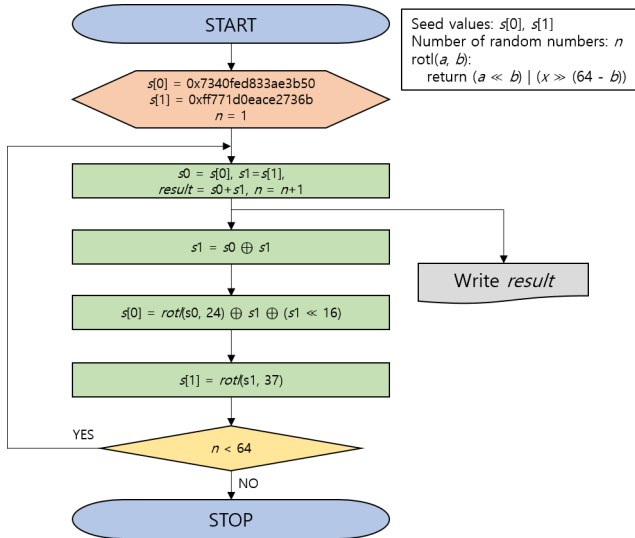 START
Seed values: s[0], s[1]
Number of random numbers: n
rotl(a, b):
return (a ≪ b) | (x ≫ (64 - b))
s[0] = 0x7340fed833ae3b50
s[1] = 0xff771d0eace2736b
n = 1
s0 = s[0], s1=s[1],
result = s0+s1, n = n+1
s1 = s0 ⊕ s1
Write result
s[0] = rotl(s0, 24) ⊕ s1 ⊕ (s1 ≪ 16)
s[1] = rotl(s1, 37)
YES
n < 64
NO
STOP